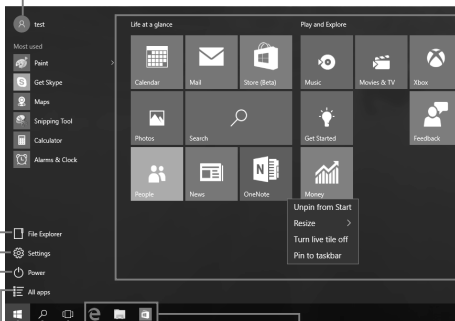 test
Most used
Paint
Get Skype
Maps
Snipping Tool
Calculator
Alarms & Clock
File Explorer
Settings
Power
All apps
Life at a glance
Play and Explore
Calendar
Mail
Store (Beta)
Music
Movies & TV
Xbox
Photos
Search
Get Started
Feedback
People
News
OneNote
Money
Unpin from Start
Resize
Turn live tile off
Pin to taskbar